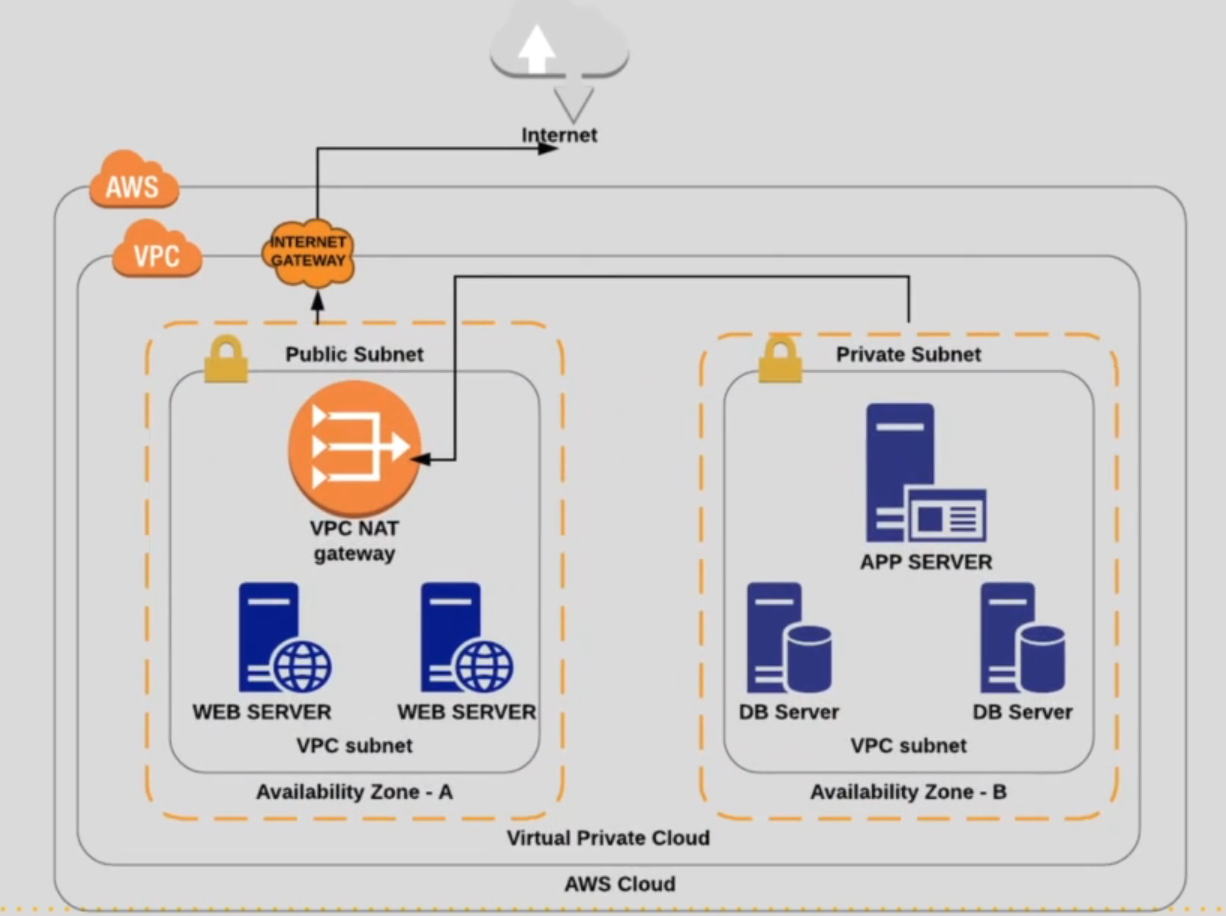 Internet
AWS
INTERNET
GATEWAY
VPC
Public Subnet
Private Subnet
VPC NAT
gateway
APP SERVER
WEB SERVER
WEB SERVER
DB Server
DB Server
VPC subnet
VPC subnet
Availability Zone - A
Availability Zone - B
Virtual Private Cloud
AWS Cloud